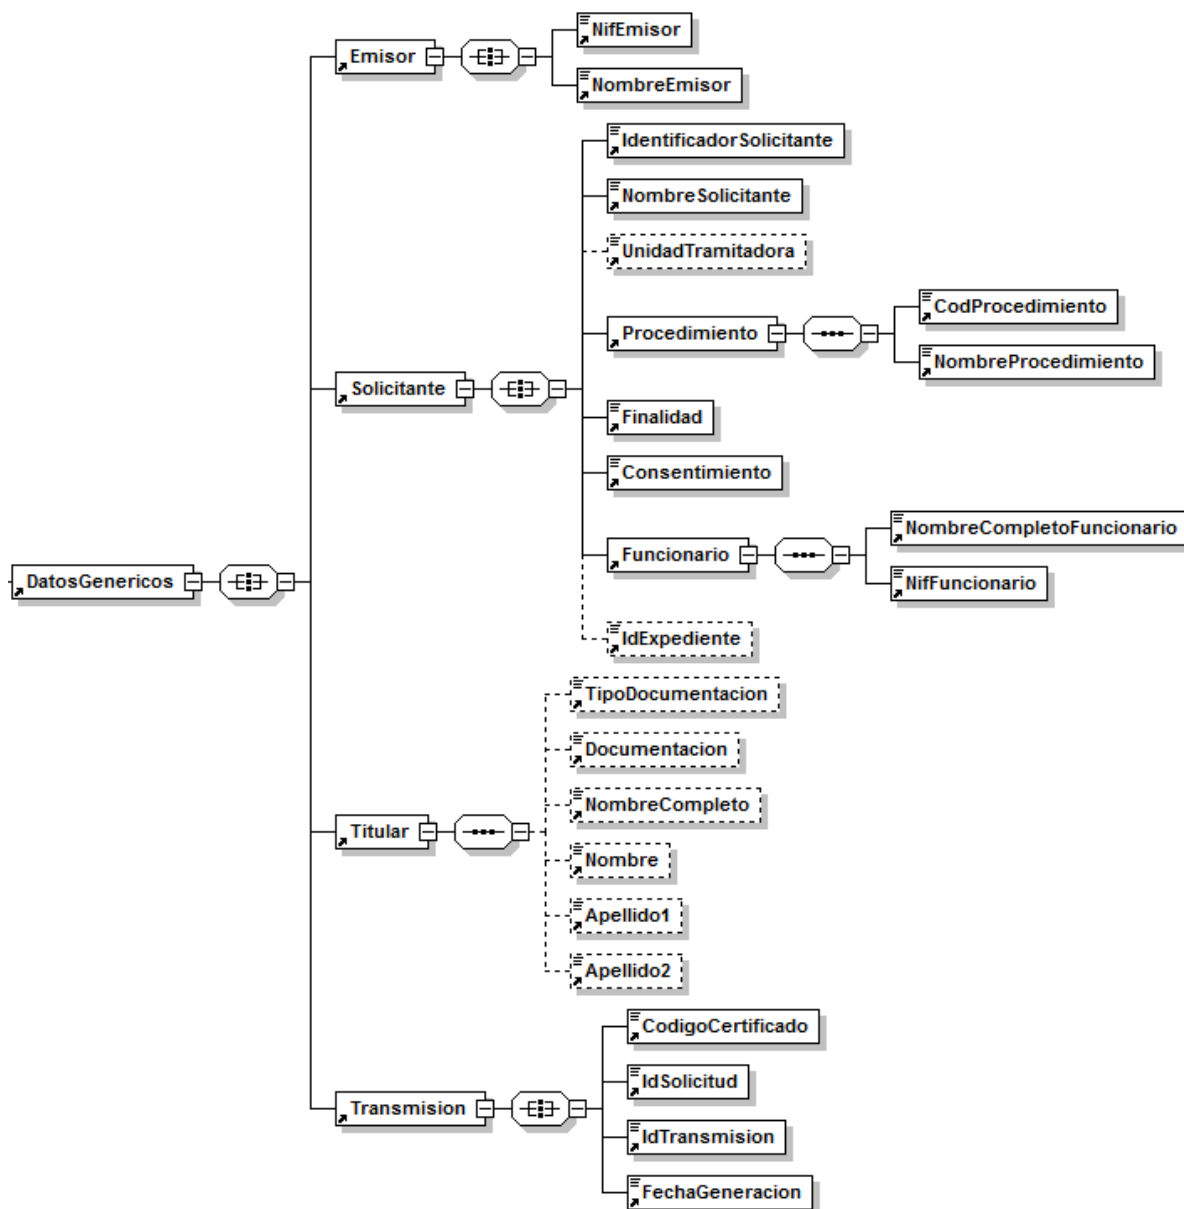 NifEmisor
Emisor
NombreEmisor
IdentificadorSolicitante
NombreSolicitante
UnidadTramitadora
CodProcedimiento
Procedimiento
NombreProcedimiento
Solicitante
Finalidad
Consentimiento
NombreCompletoFuncionario
Funcionario
DatosGenericos
NifFuncionario
IdExpediente
TipoDocumentacion
Documentacion
NombreCompleto
Titular
Nombre
Apellido1
Apellido2
CodigoCertificado
IdSolicitud
Transmision
IdTransmision
FechaGeneracion